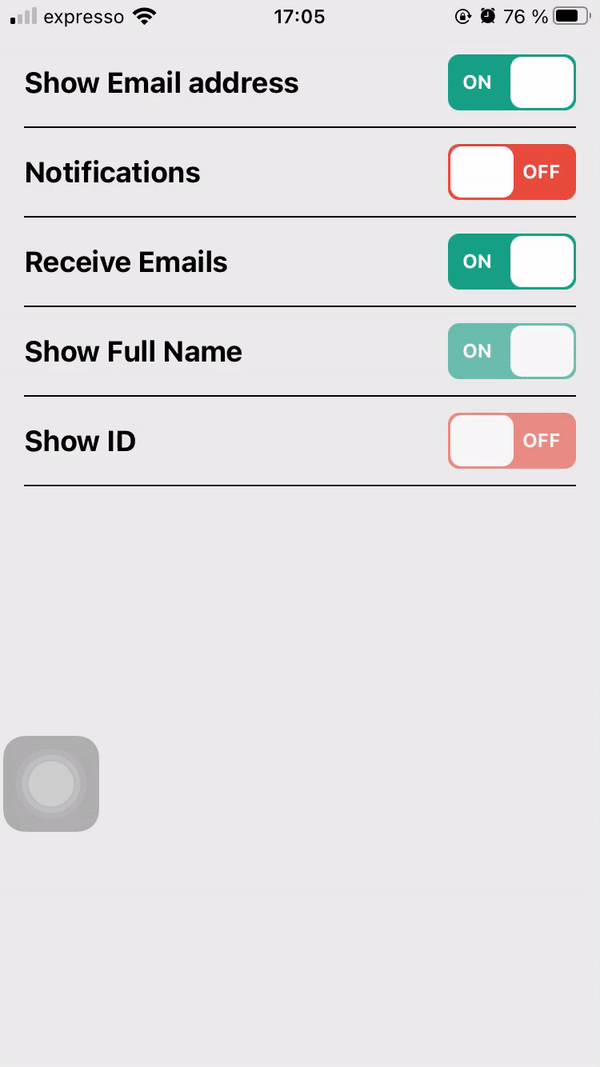 expresso 17:05 76 %
Show Email address ON
Notifications OFF
Receive Emails ON
Show Full Name ON
Show ID OFF